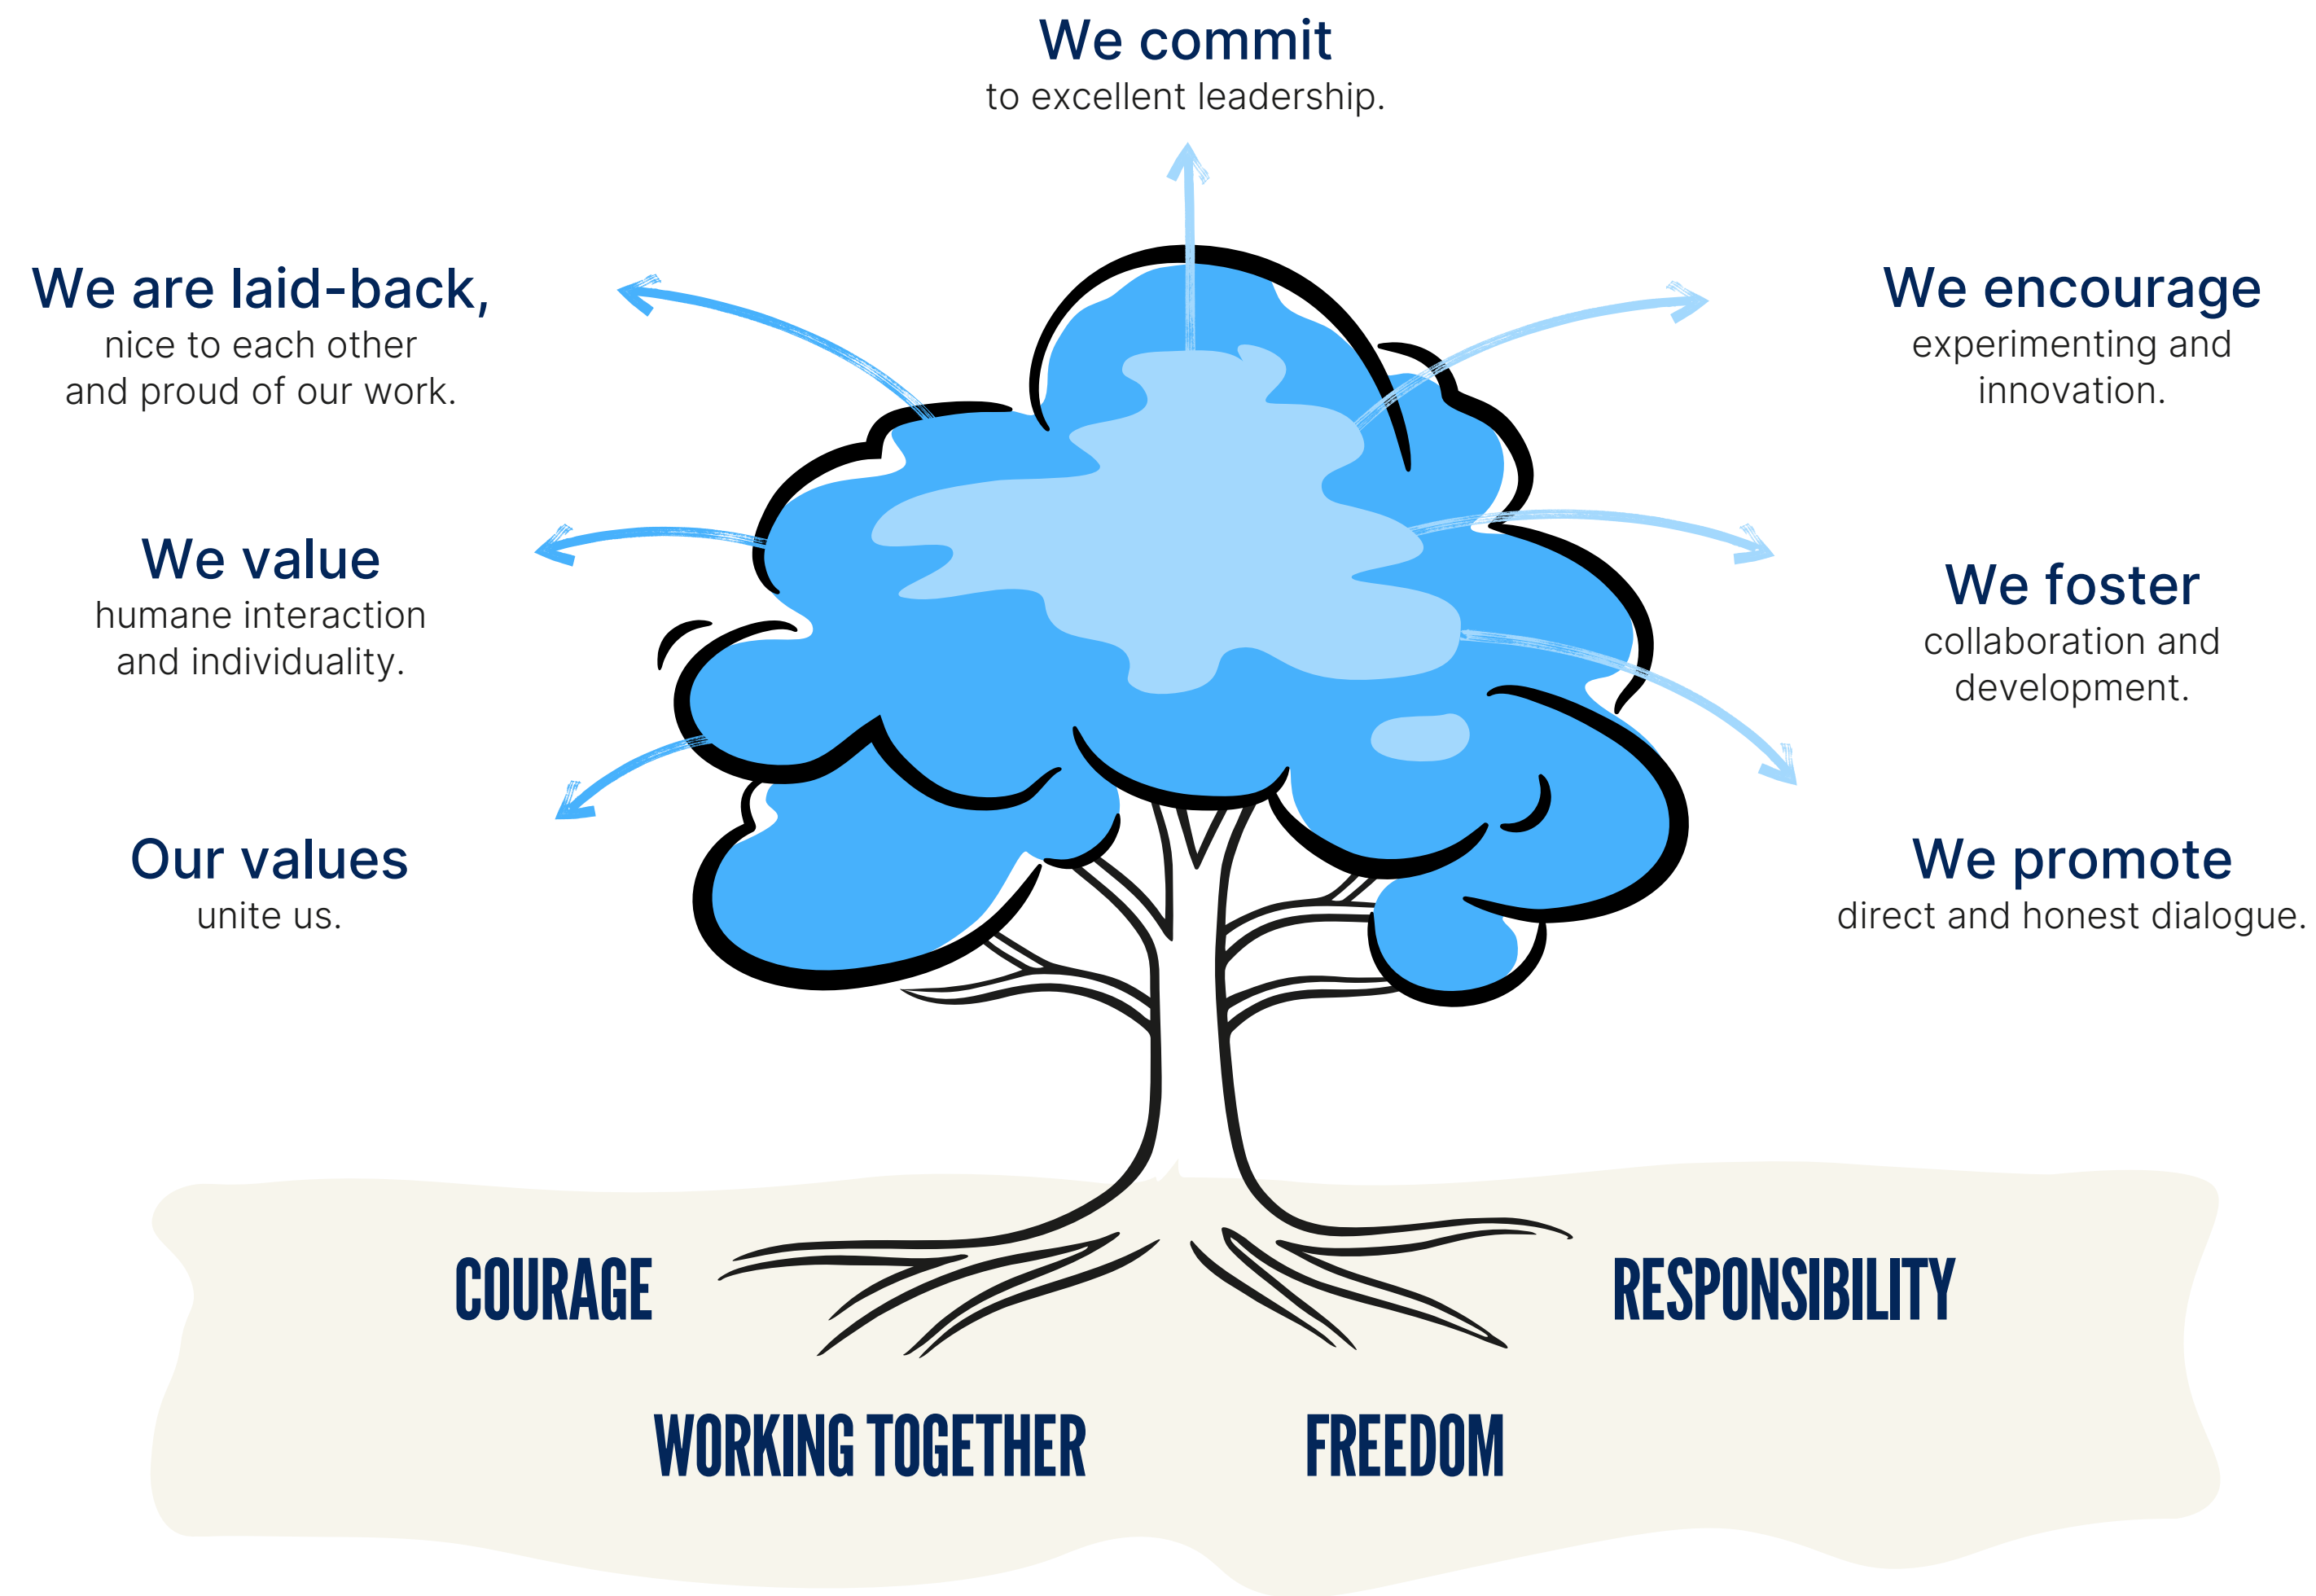 We commit
to excellent leadership.
We are laid-back,
nice to each other
and proud of our work.
We value
humane interaction
and individuality.
Our values
unite us.
We encourage
experimenting and
innovation.
We foster
collaboration and
development.
We promote
direct and honest dialogue.
COURAGE
WORKING TOGETHER
FREEDOM
RESPONSIBILITY